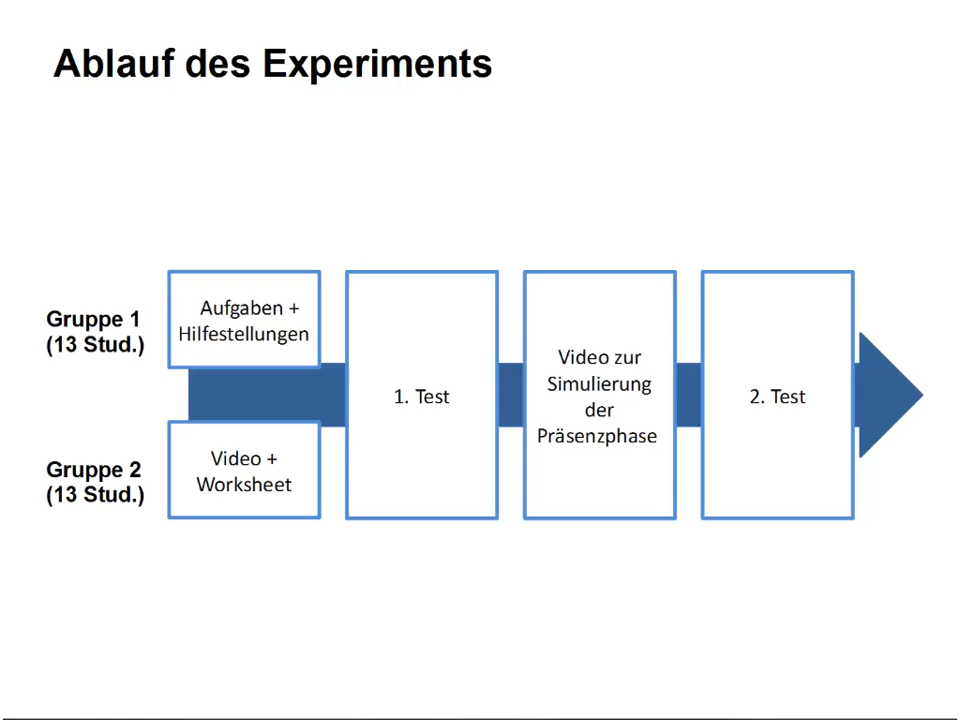 Ablauf des Experiments
Gruppe 1
(13 Stud.)
Aufgaben +
Hilfestellungen
Gruppe 2
(13 Stud.)
Video +
Worksheet
1. Test
Video zur
Simulierung
der
Präsenzphase
2. Test